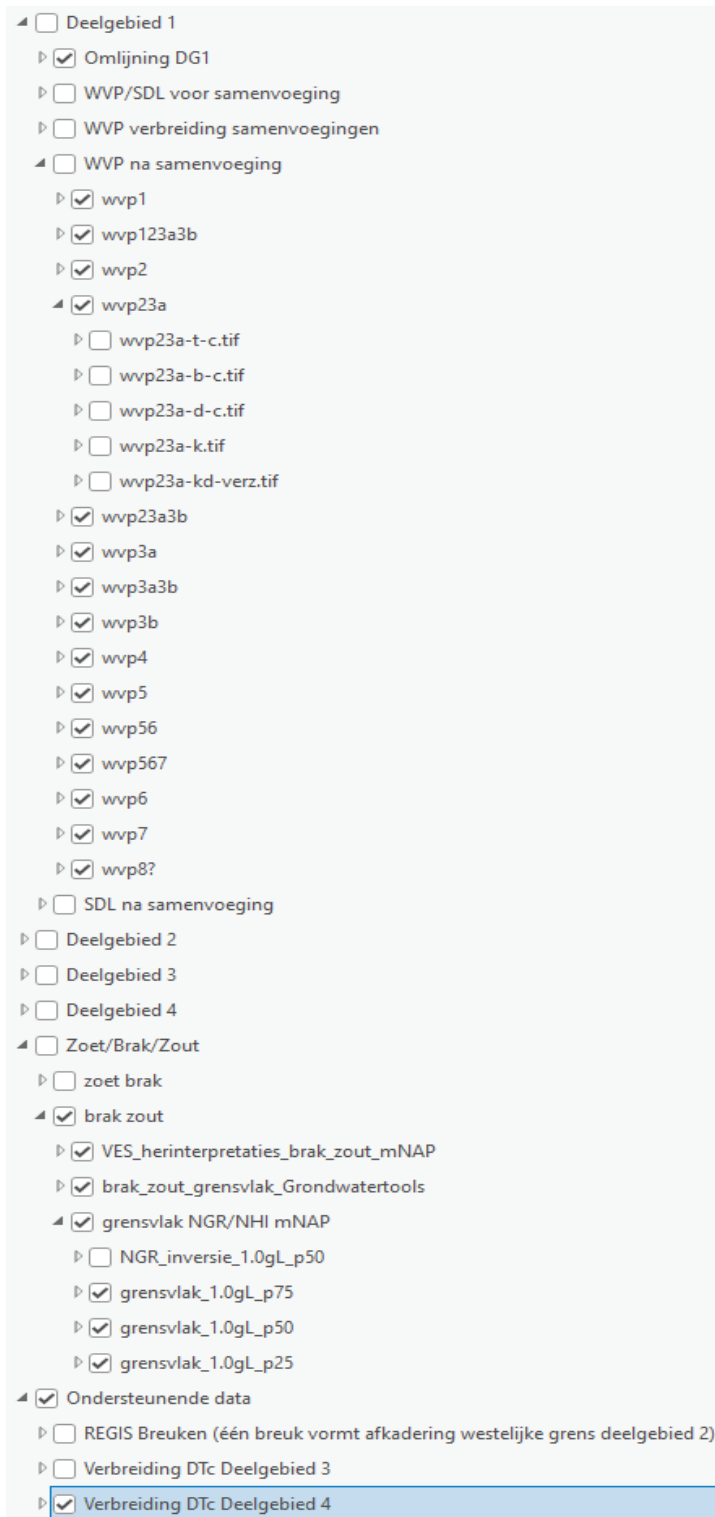 Deelgebied 1
Omlijning DG1
WVP/SDL voor samenvoeging
WVP verbreiding samenvoegingen
WVP na samenvoeging
wvp1
wvp123a3b
wvp2
wvp23a
wvp23a-t-c.tif
wvp23a-b-c.tif
wvp23a-d-c.tif
wvp23a-k.tif
wvp23a-kd-verz.tif
wvp23a3b
wvp3a
wvp3a3b
wvp3b
wvp4
wvp5
wvp56
wvp567
wvp6
wvp7
wvp8?
SDL na samenvoeging
Deelgebied 2
Deelgebied 3
Deelgebied 4
Zoet/Brak/Zout
zoet brak
brak zout
VES_herinterpretaties_brak_zout_mNAP
brak_zout_grensvlak_Grondwatertools
grensvlak NGR/NHI mNAP
NGR_inversie_1.0gL_p50
grensvlak_1.0gL_p75
grensvlak_1.0gL_p50
grensvlak_1.0gL_p25
Ondersteunende data
REGIS Breuken (één breuk vormt afkadering westelijke grens deelgebied 2)
Verbreiding DTc Deelgebied 3
Verbreiding DTc Deelgebied 4